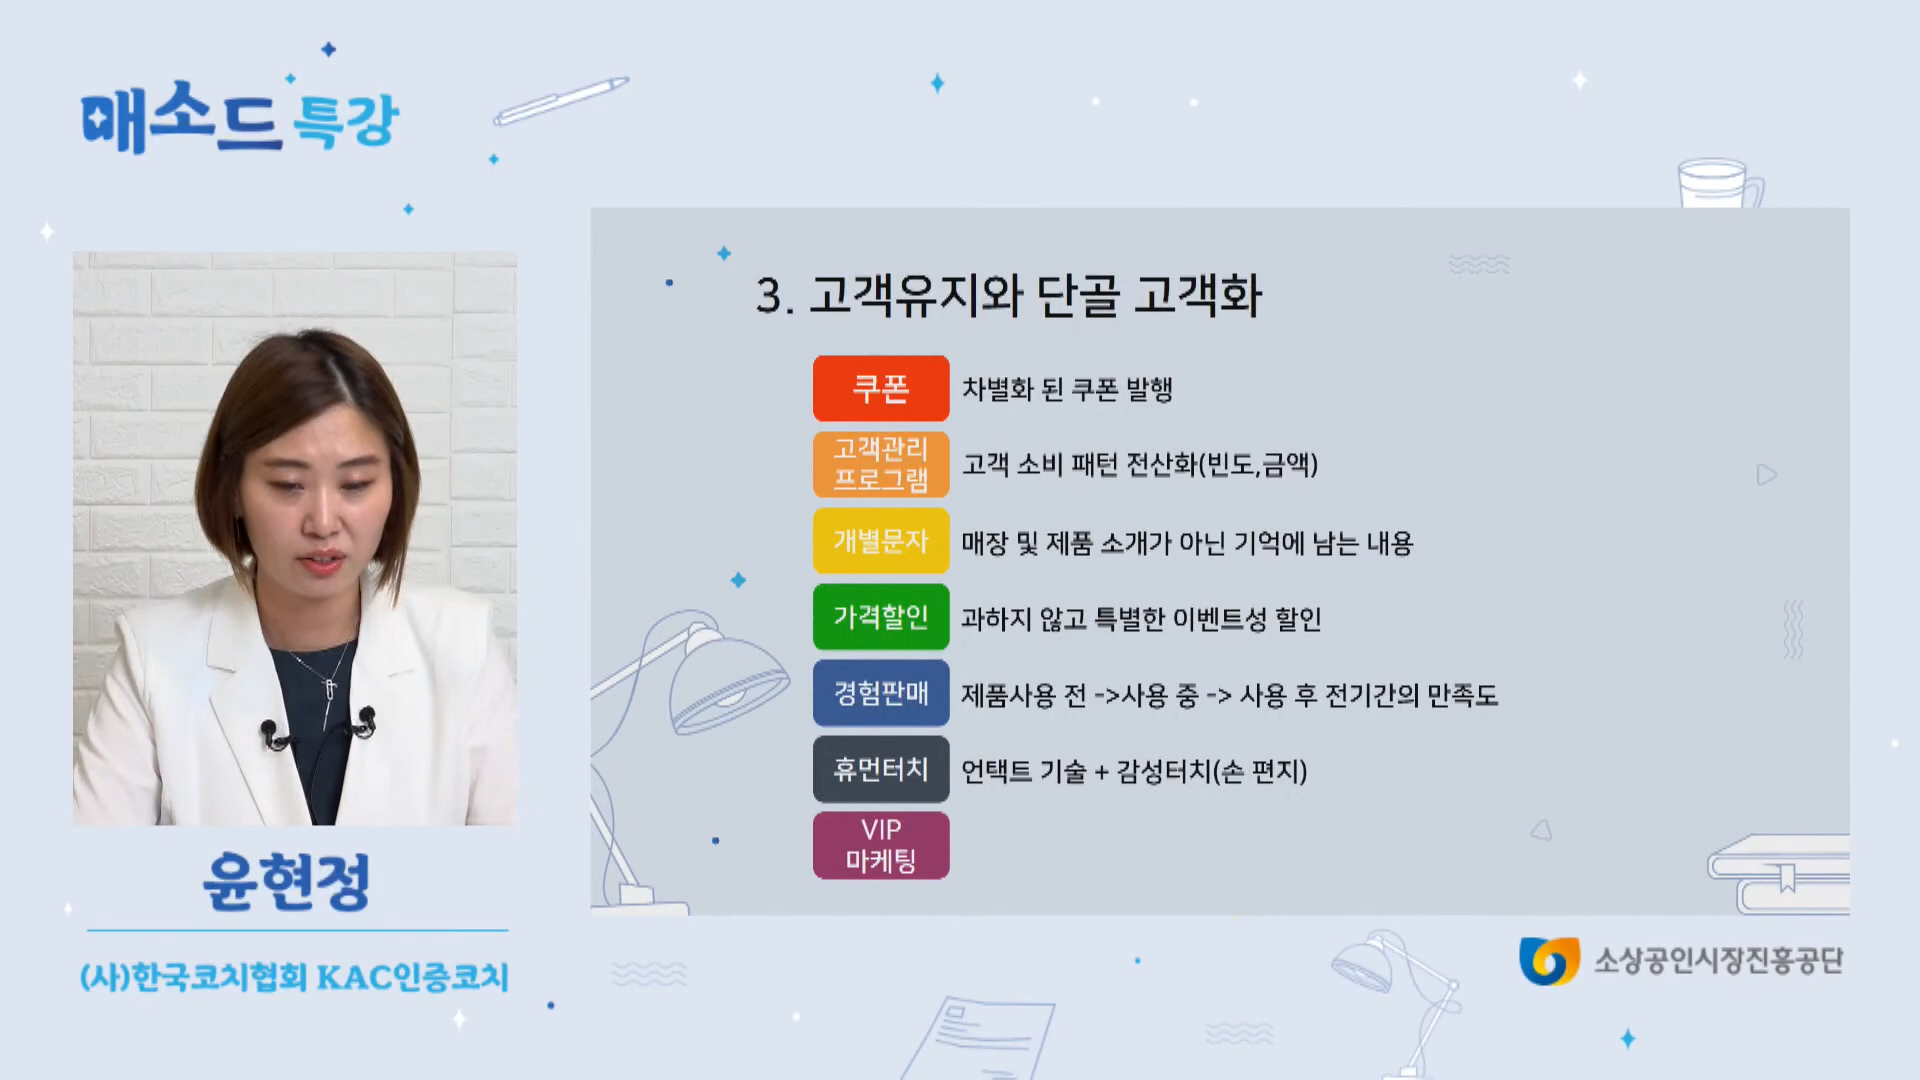 매소드 특강
3. 고객유지와 단골 고객화
쿠폰 차별화 된 쿠폰 발행
고객관리
프로그램
고객 소비 패턴 전산화(빈도,금액)
개별문자 매장 및 제품 소개가 아닌 기억에 남는 내용
가격할인 과하지 않고 특별한 이벤트성 할인
경험판매 제품사용 전 ->사용 중 -> 사용 후 전기간의 만족도
휴먼터치 언택트 기술 + 감성터치(손 편지)
VIP
마케팅
윤현정
(사)한국코치협회 KAC인증코치
소상공인시장진흥공단